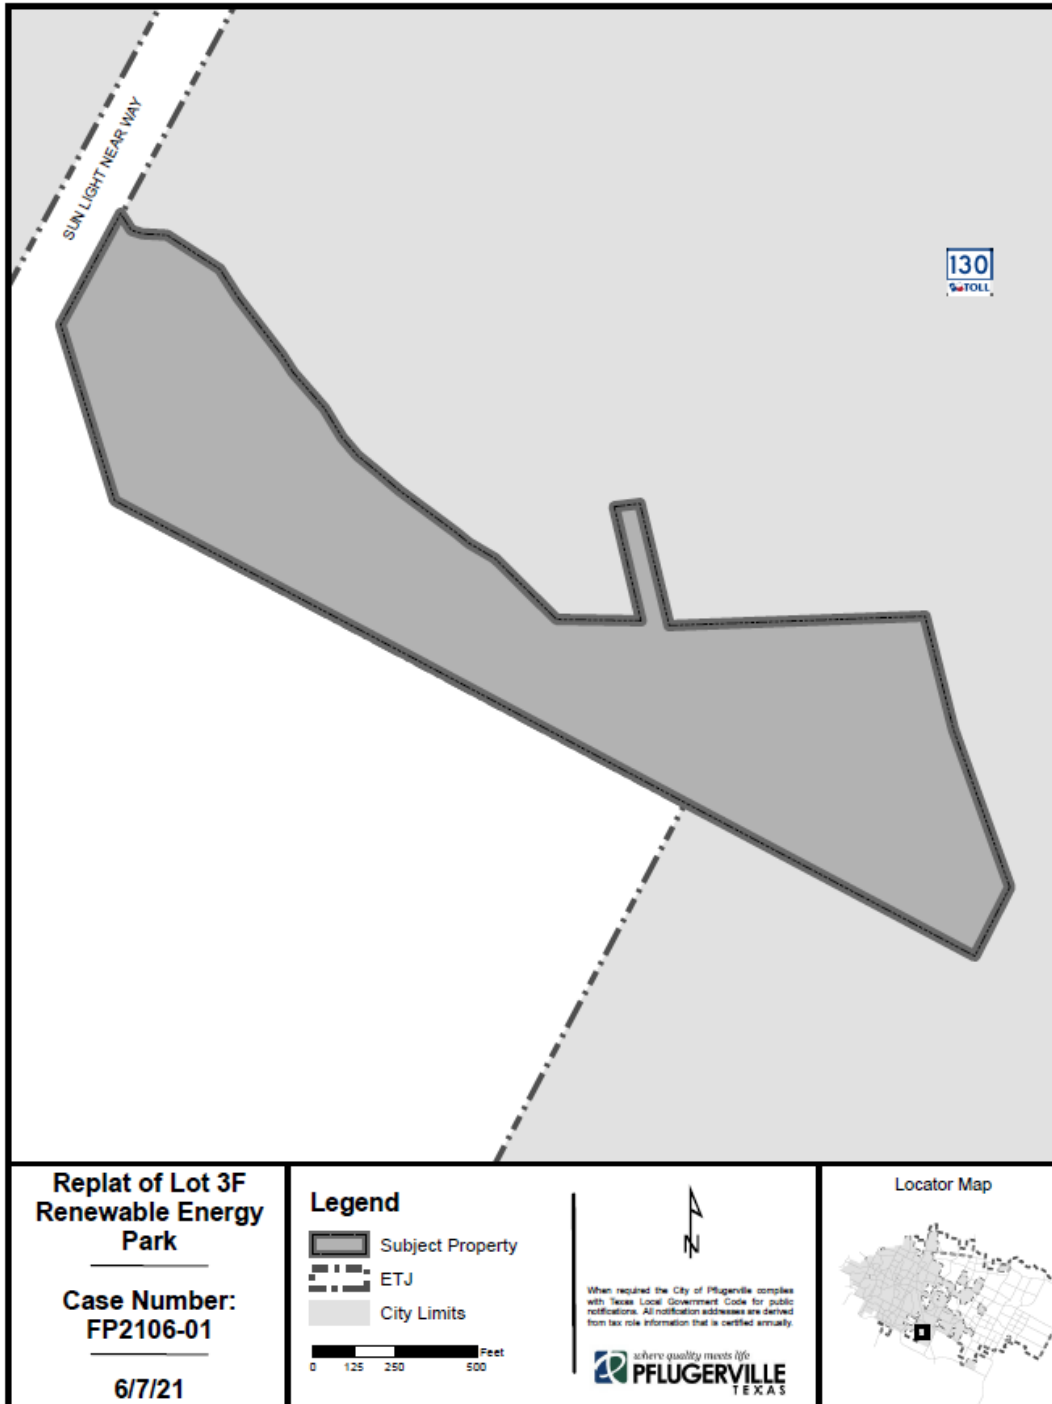 SUN LIGHT NEAR WAY
130
TOLL
Replat of Lot 3F
Renewable Energy
Park
Case Number:
FP2106-01
6/7/21
Legend
Subject Property
ETJ
City Limits
Feet
0 125 250 500
N
When required the City of Pflugerville complies
with Texas Local Government Code for public
notifications. All notification addresses are derived
from tax role information that is certified annually.
where quality meets life
PFLUGERVILLE
TEXAS
Locator Map